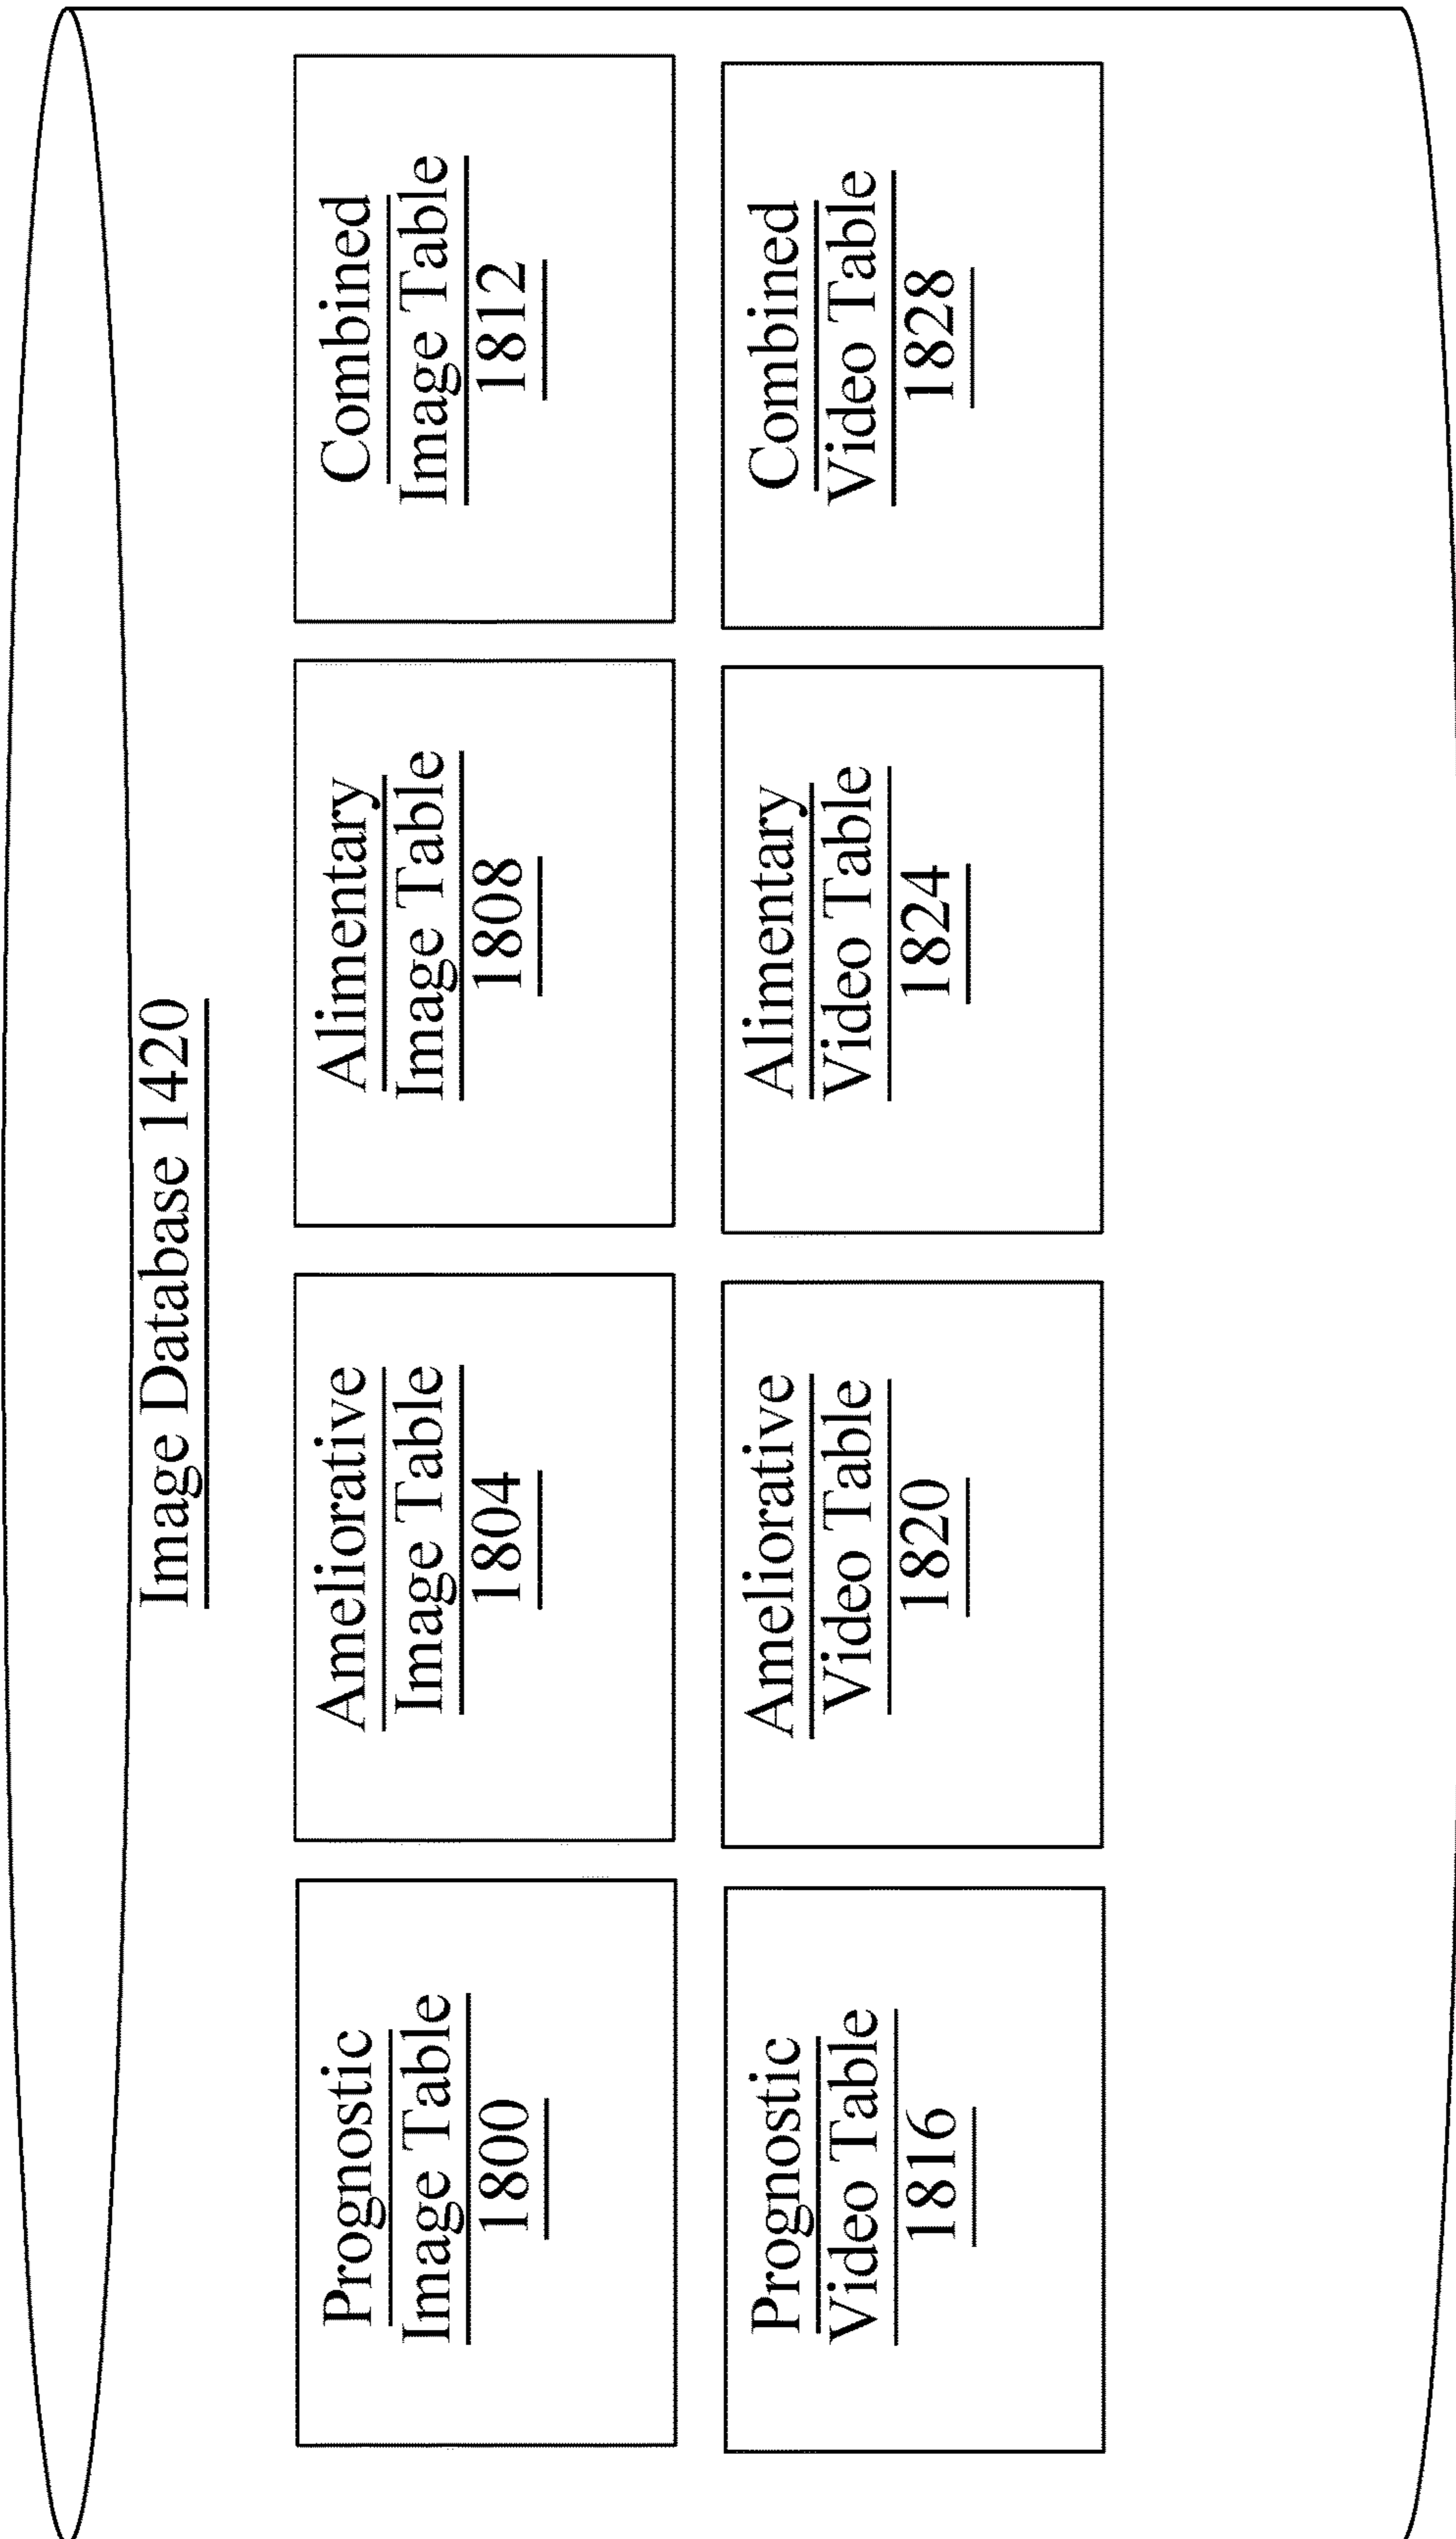 Image Database 1420
Prognostic
Image Table
1800
Ameliorative
Image Table
1804
Alimentary
Image Table
1808
Combined
Image Table
1812
Prognostic
Video Table
1816
Ameliorative
Video Table
1820
Alimentary
Video Table
1824
Combined
Video Table
1828